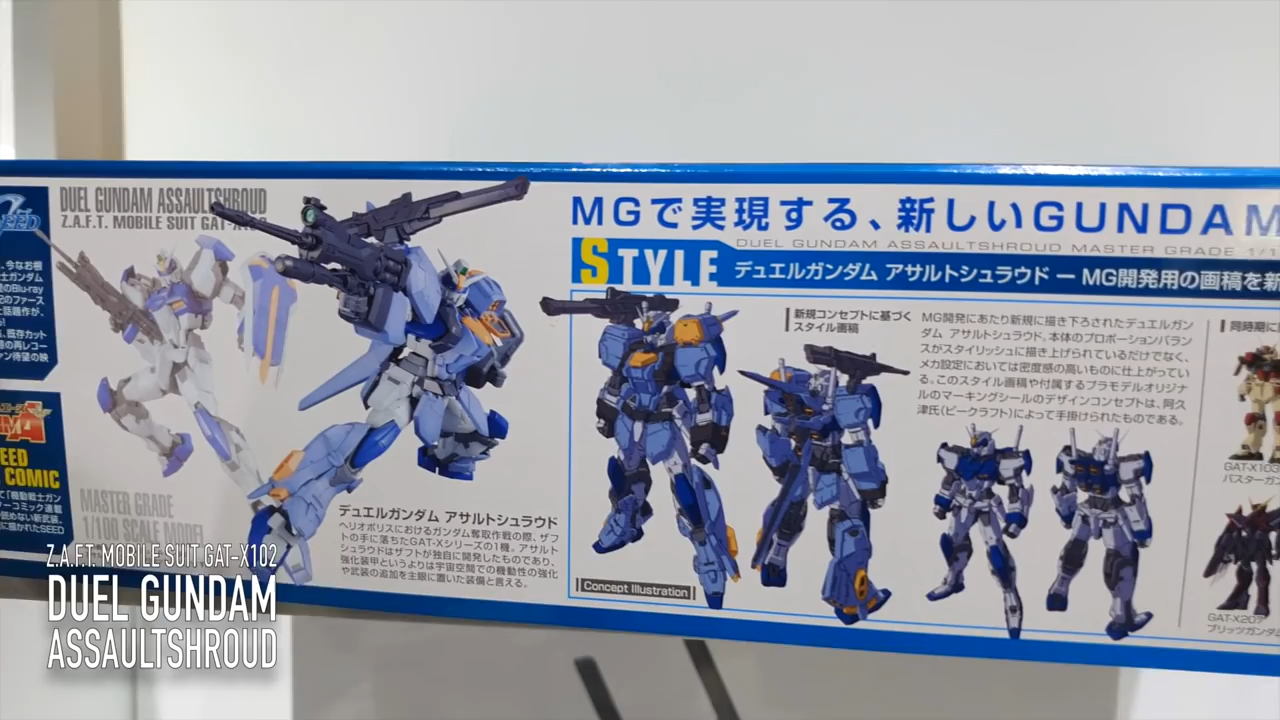 SEED
DUEL GUNDAM ASSAULTSHROUD
Z.A.F.T. MOBILE SUIT
MASTER GRADE
1/100 SCALE MODEL
SEED
COMIC
デュエルガンダム アサルトシュラウド
ヘリオポリスにおけるガンダム奪取作戦の際、ザフ
トの手に落ちたGAT-Xシリーズの1機。アサルト
シュラウドはザフトが独自に開発したものであり、
強化装甲というよりは宇宙空間での機動性の強化
や武装の追加を主眼に置いた装備と言える。
MGで実現する、新しいGUNDAM
DUEL GUNDAM ASSAULTSHROUD MASTER GRADE 1/1
STYLE
デュエルガンダム アサルトシュラウド ー MG開発用の画稿を新
新規コンセプトに基づく
スタイル画稿
MG開発にあたり新規に描き下ろされたデュエルガン
ダム アサルトシュラウド。本体のプロポーションバラン
スがスタイリッシュに描き上げられているだけでなく、
メカ設定においては密度感の高いものに仕上がってい
る。このスタイル画稿や付属するプラモデルオリジナ
ルのマーキングシールのデザインコンセプトは、阿久
津氏(ビークラフト)によって手掛けられたものである。
Concept Illustration
同時期に
GAT-X103
バスターガン
GAT-X207
ブリッツガンダ
Z.A.F.T. MOBILE SUIT GAT-X102
DUEL GUNDAM
ASSAULTSHROUD